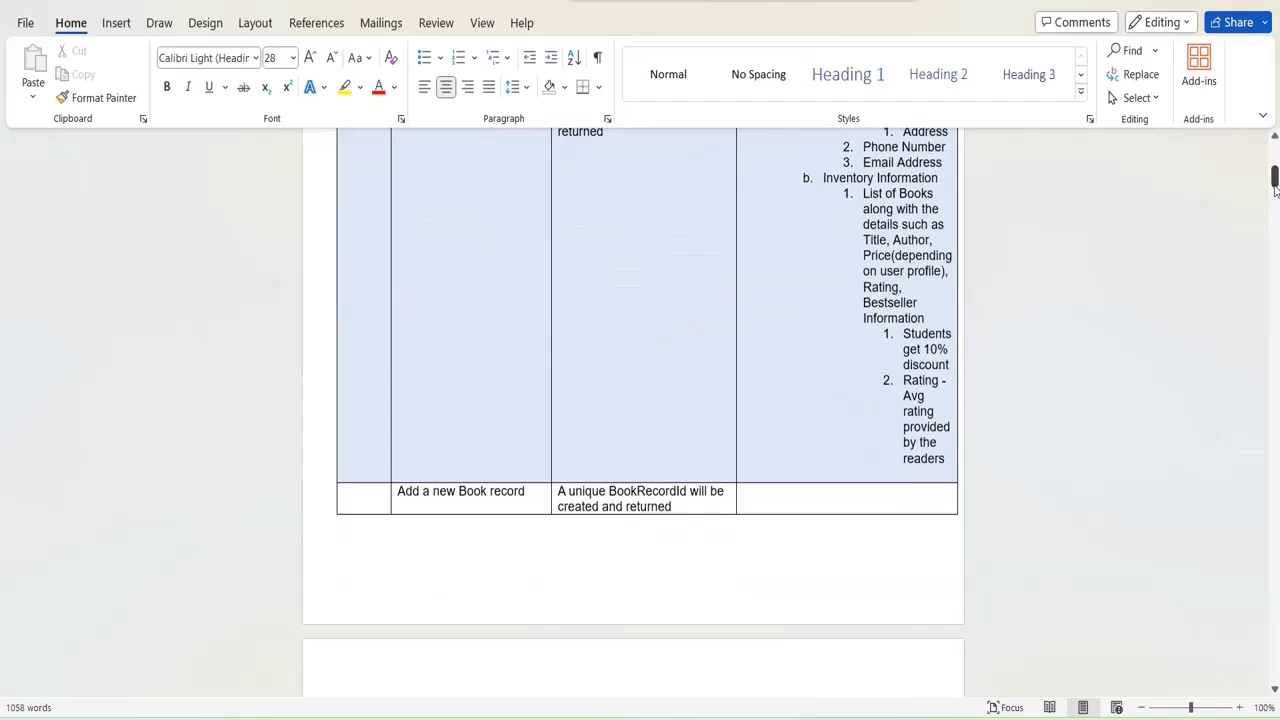 File Home Insert Draw Design Layout References Mailings Review View Help Comments Editing Share
Paste
Cut
Copy
Format Painter
Clipboard
Calibri Light (Headir 28 Aa
B I U ab x₂ x² A A
Font
Paragraph
Normal No Spacing Heading 1 Heading 2 Heading 3
Styles
Find
Replace
Select
Editing
Add-ins
Add-ins
returned
1. Address
2. Phone Number
3. Email Address
b. Inventory Information
1. List of Books
along with the
details such as
Title, Author,
Price(depending
on user profile),
Rating,
Bestseller
Information
1. Students
get 10%
discount
2. Rating -
Avg
rating
provided
by the
readers
Add a new Book record
A unique BookRecordId will be
created and returned
1058 words Focus 100%